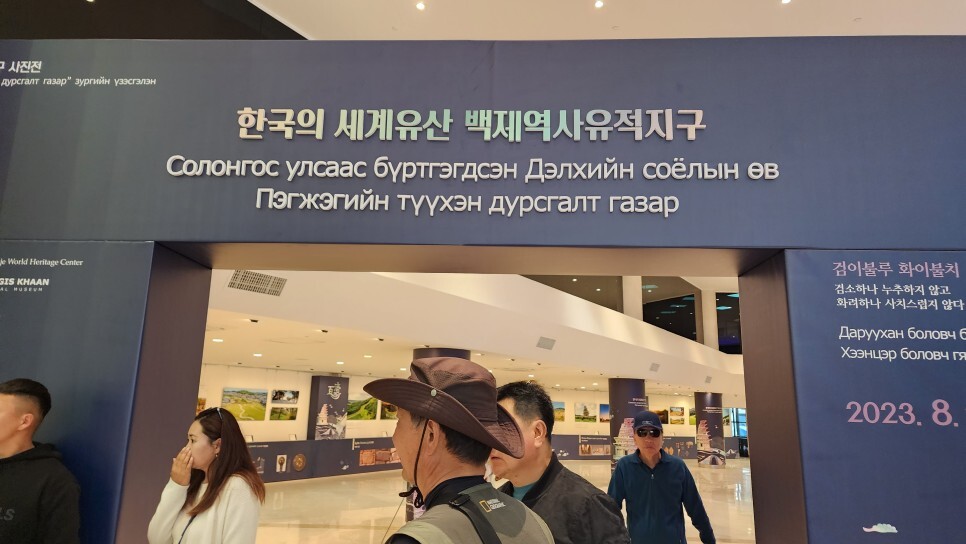 사진전
дурсгалт газар" зургийн үзэсгэлэн
한국의 세계유산 백제역사유적지구
Солонгос улсаас бүртгэгдсэн Дэлхийн соёлын өв
Пэгжэгийн түүхэн дурсгалт газар
World Heritage Center
KHAAN
MUSEUM
검이불루 화이불치
검소하나 누추하지 않고
화려하나 사치스럽지 않다
Даруухан боловч
Хээнцэр боловч
2023. 8.
NATIONAL
GEOGRAPHIC